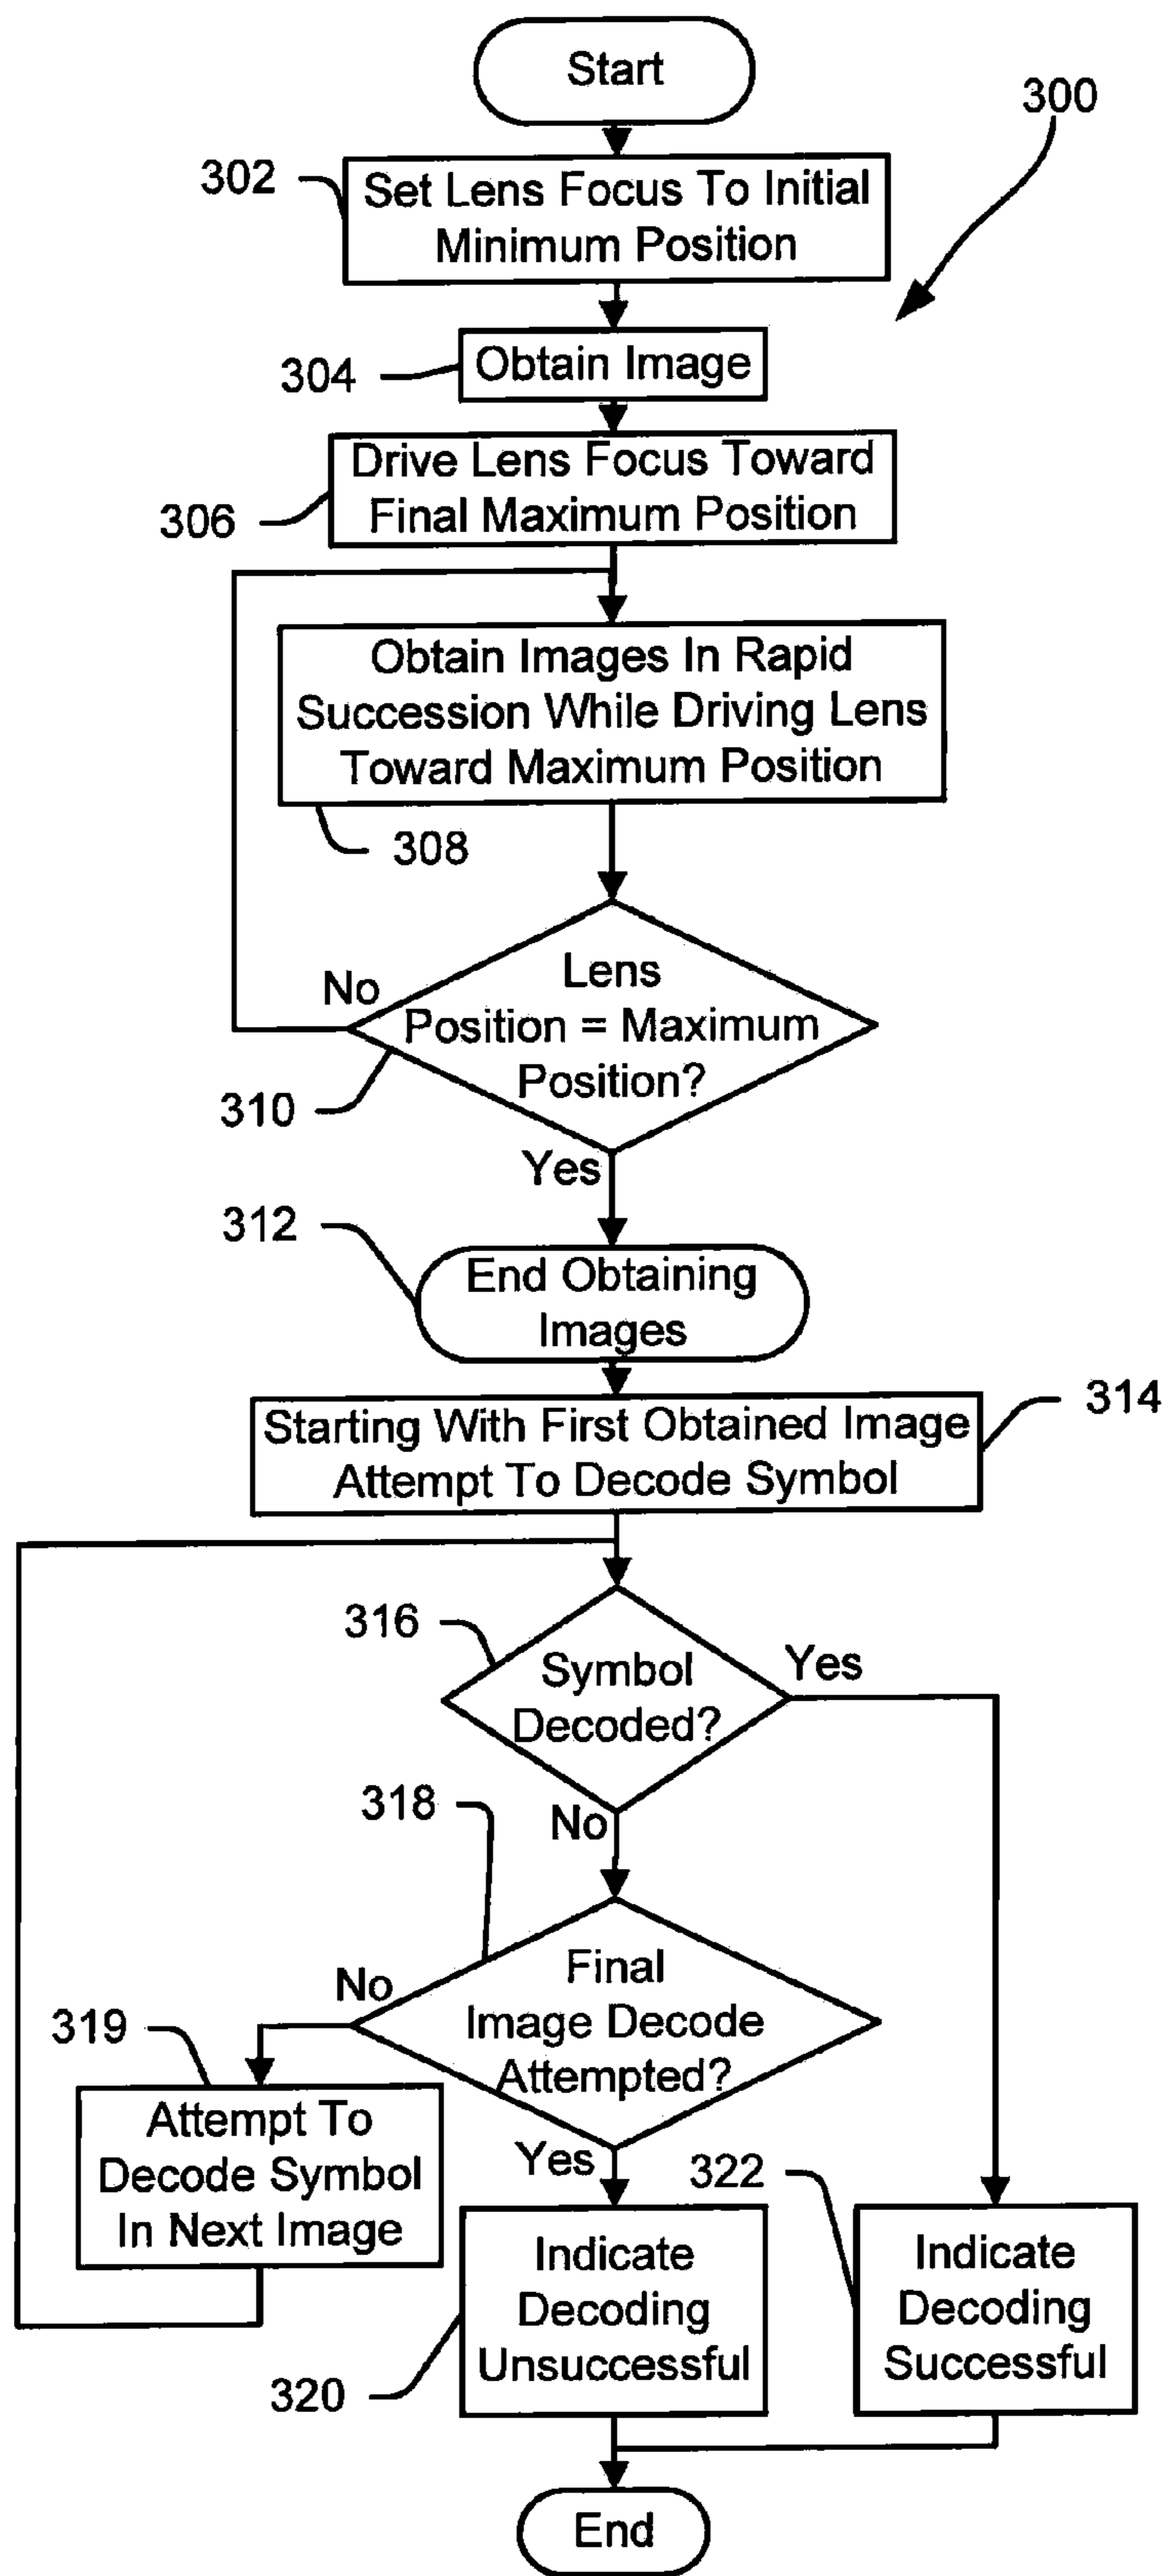 Start
300
302
Set Lens Focus To Initial
Minimum Position
304
Obtain Image
Drive Lens Focus Toward
Final Maximum Position
306
Obtain Images In Rapid
Succession While Driving Lens
Toward Maximum Position
308
No
Lens
Position = Maximum
Position?
310
Yes
312
End Obtaining
Images
314
Starting With First Obtained Image
Attempt To Decode Symbol
316
Symbol
Decoded?
Yes
318
No
Final
Image Decode
Attempted?
No
319
Attempt To
Decode Symbol
In Next Image
Yes
322
Indicate
Decoding
Unsuccessful
Indicate
Decoding
Successful
320
End